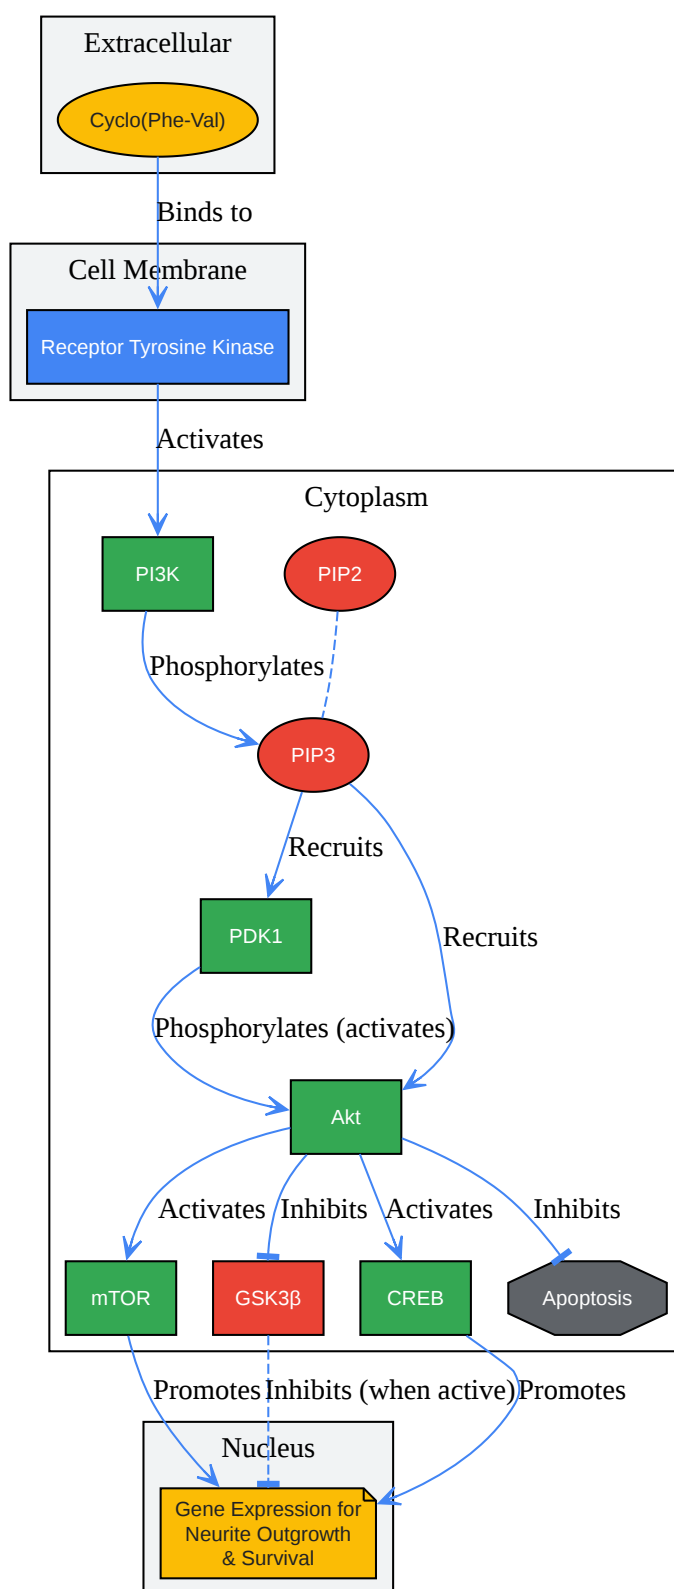 Extracellular
Cyclo(Phe-Val)
Binds to
Cell Membrane
Receptor Tyrosine Kinase
Activates
Cytoplasm
PI3K
PIP2
Phosphorylates
PIP3
Recruits
PDK1
Recruits
Phosphorylates (activates)
Akt
Activates
Inhibits
Activates
Inhibits
mTOR
GSK3β
CREB
Apoptosis
Promotes
Inhibits (when active)
Promotes
Nucleus
Gene Expression for
Neurite Outgrowth
& Survival